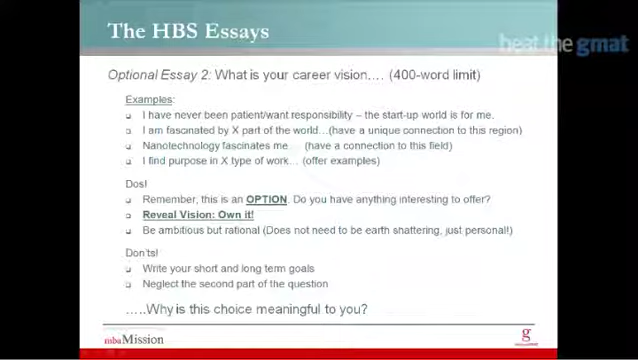 The HBS Essays
beat the gmat
Optional Essay 2: What is your career vision…. (400-word limit)
Examples:
I have never been patient/want responsibility – the start-up world is for me.
I am fascinated by X part of the world…(have a unique connection to this region)
Nanotechnology fascinates me… (have a connection to this field)
I find purpose in X type of work… (offer examples)
Dos!
Remember, this is an OPTION. Do you have anything interesting to offer?
Reveal Vision: Own it!
Be ambitious but rational (Does not need to be earth shattering, just personal!)
Don'ts!
Write your short and long term goals
Neglect the second part of the question
…..Why is this choice meaningful to you?
mbaMission
g